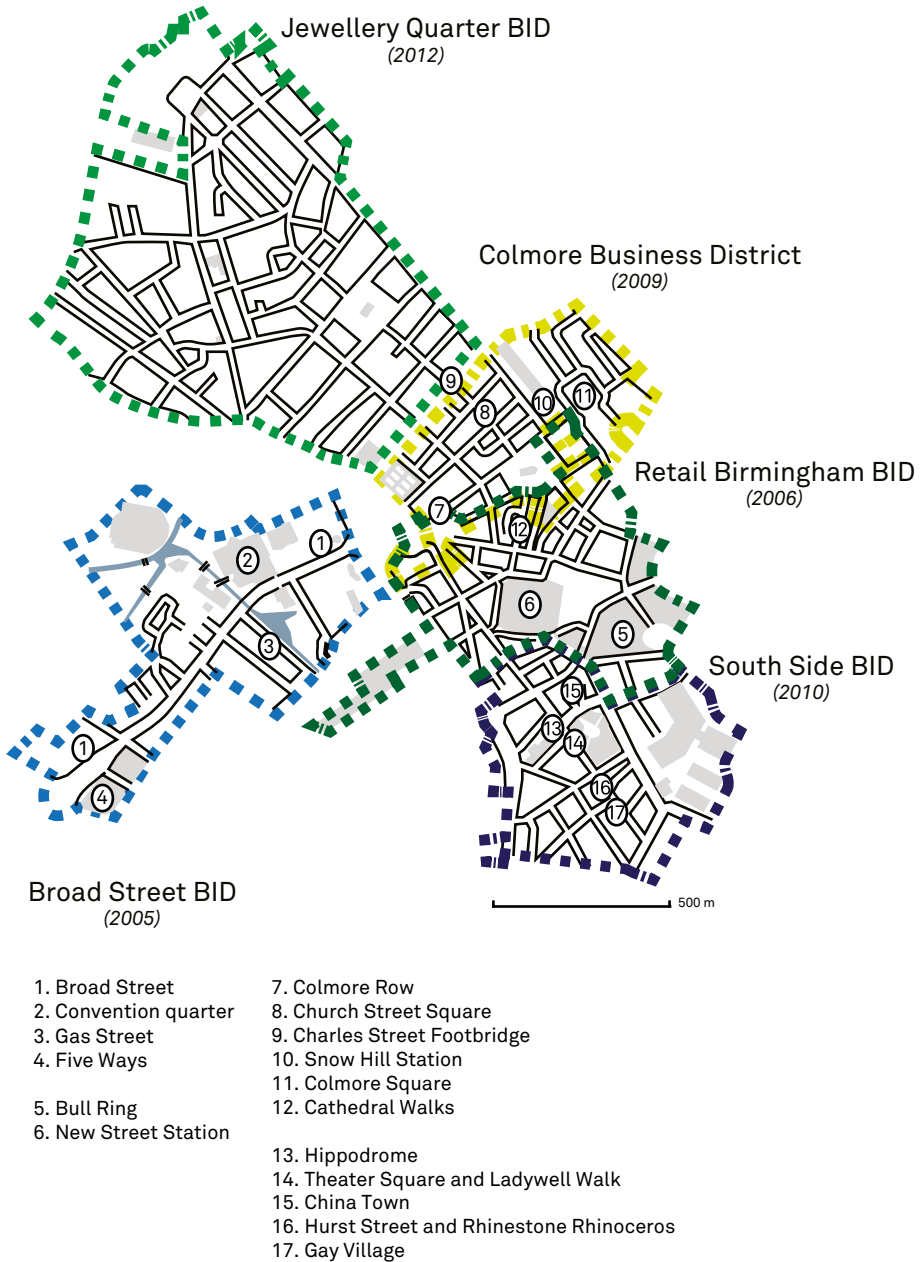 Jewellery Quarter BID
(2012)
Colmore Business District
(2009)
9
8
10
11
Retail Birmingham BID
(2006)
7
12
1
2
6
5
3
South Side BID
(2010)
15
13
14
1
16
4
17
Broad Street BID
(2005)
500 m
1. Broad Street
2. Convention quarter
3. Gas Street
4. Five Ways
5. Bull Ring
6. New Street Station
7. Colmore Row
8. Church Street Square
9. Charles Street Footbridge
10. Snow Hill Station
11. Colmore Square
12. Cathedral Walks
13. Hippodrome
14. Theater Square and Ladywell Walk
15. China Town
16. Hurst Street and Rhinestone Rhinoceros
17. Gay Village